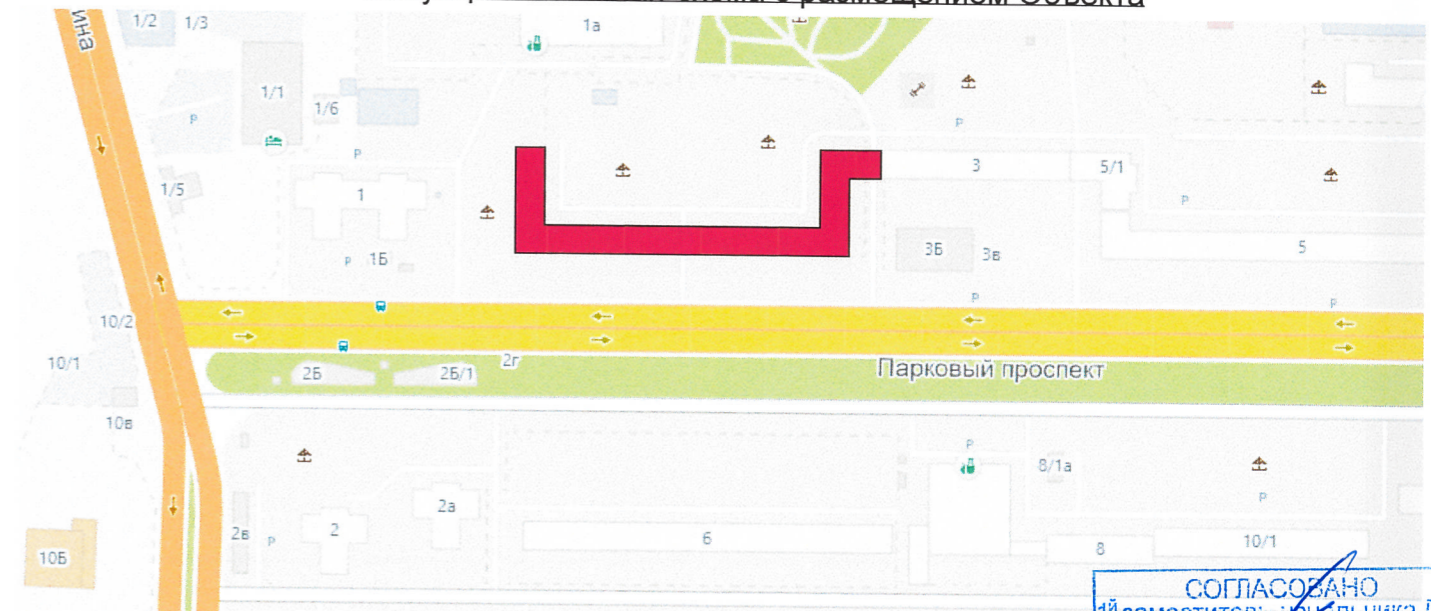 с размещением Объекта
ина
1/2
1/3
1а
1/1
1/6
P
P
P
3
5/1
1/5
1
P
P
1Б
3Б
3в
5
P
P
10/2
10/1
2Б
2Б/1
2г
Парковый проспект
10в
P
8/1а
P
2а
2в
P
2
6
8
10/1
10Б
СОГЛАСОВАНО